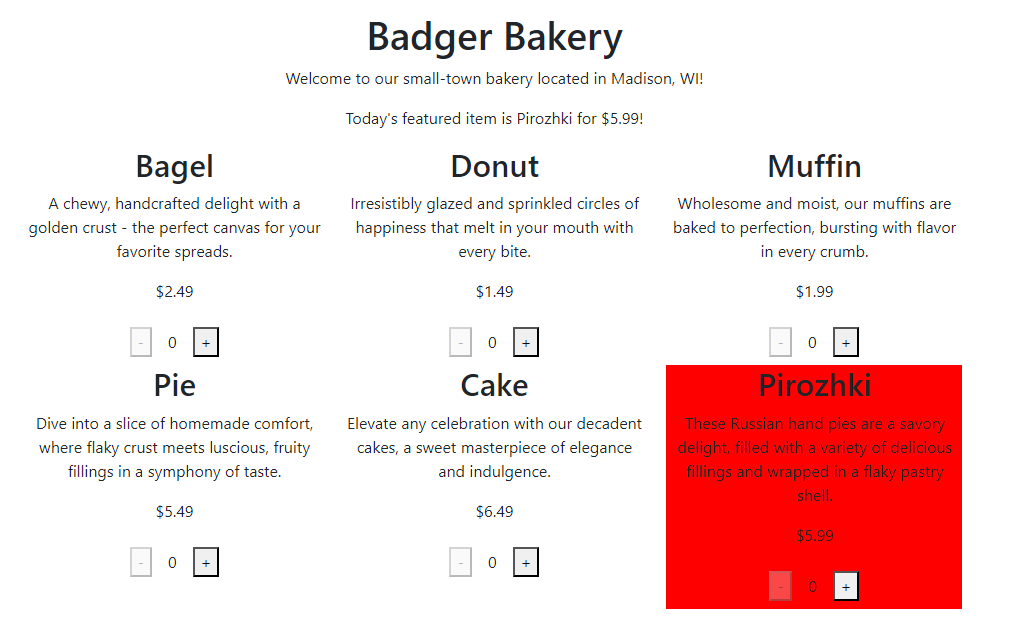 Badger Bakery
Welcome to our small-town bakery located in Madison, WI!
Today's featured item is Pirozhki for $5.99!
Bagel
A chewy, handcrafted delight with a
golden crust - the perfect canvas for your
favorite spreads.
$2.49
- 0 +
Donut
Irresistibly glazed and sprinkled circles of
happiness that melt in your mouth with
every bite.
$1.49
- 0 +
Muffin
Wholesome and moist, our muffins are
baked to perfection, bursting with flavor
in every crumb.
$1.99
- 0 +
Pie
Dive into a slice of homemade comfort,
where flaky crust meets luscious, fruity
fillings in a symphony of taste.
$5.49
- 0 +
Cake
Elevate any celebration with our decadent
cakes, a sweet masterpiece of elegance
and indulgence.
$6.49
- 0 +
Pirozhki
These Russian hand pies are a savory
delight, filled with a variety of delicious
fillings and wrapped in a flaky pastry
shell.
$5.99
- 0 +